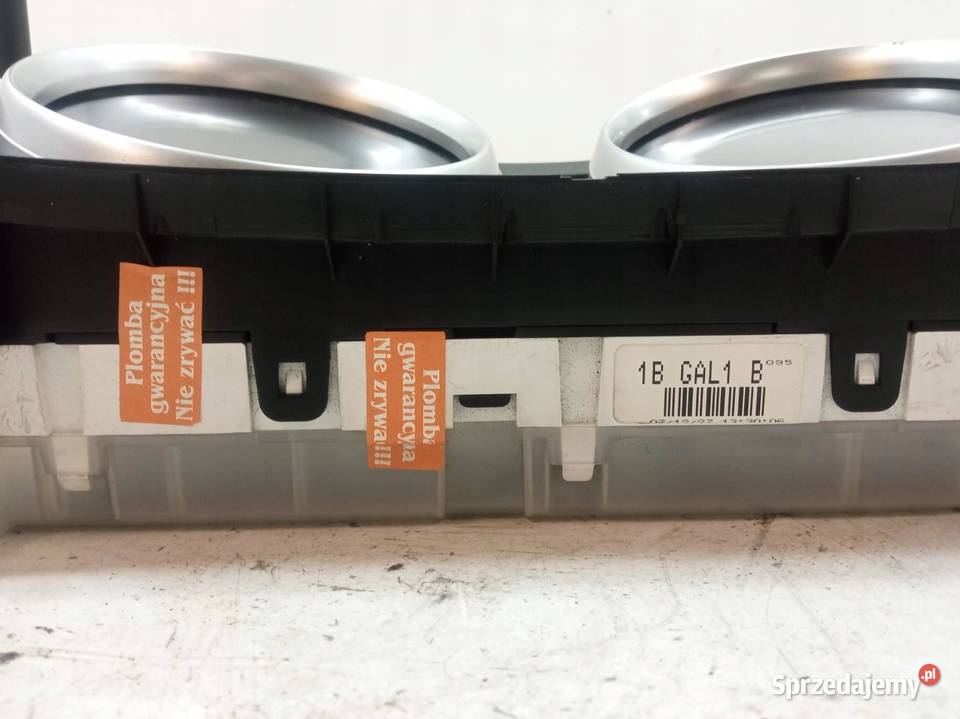 Plomba
gwarancyjna
Nie zrywać !!!
Plomba
gwarancyjna
Nie zrywać!!!
1B GAL1 B 095
Sprzedajemy.pl